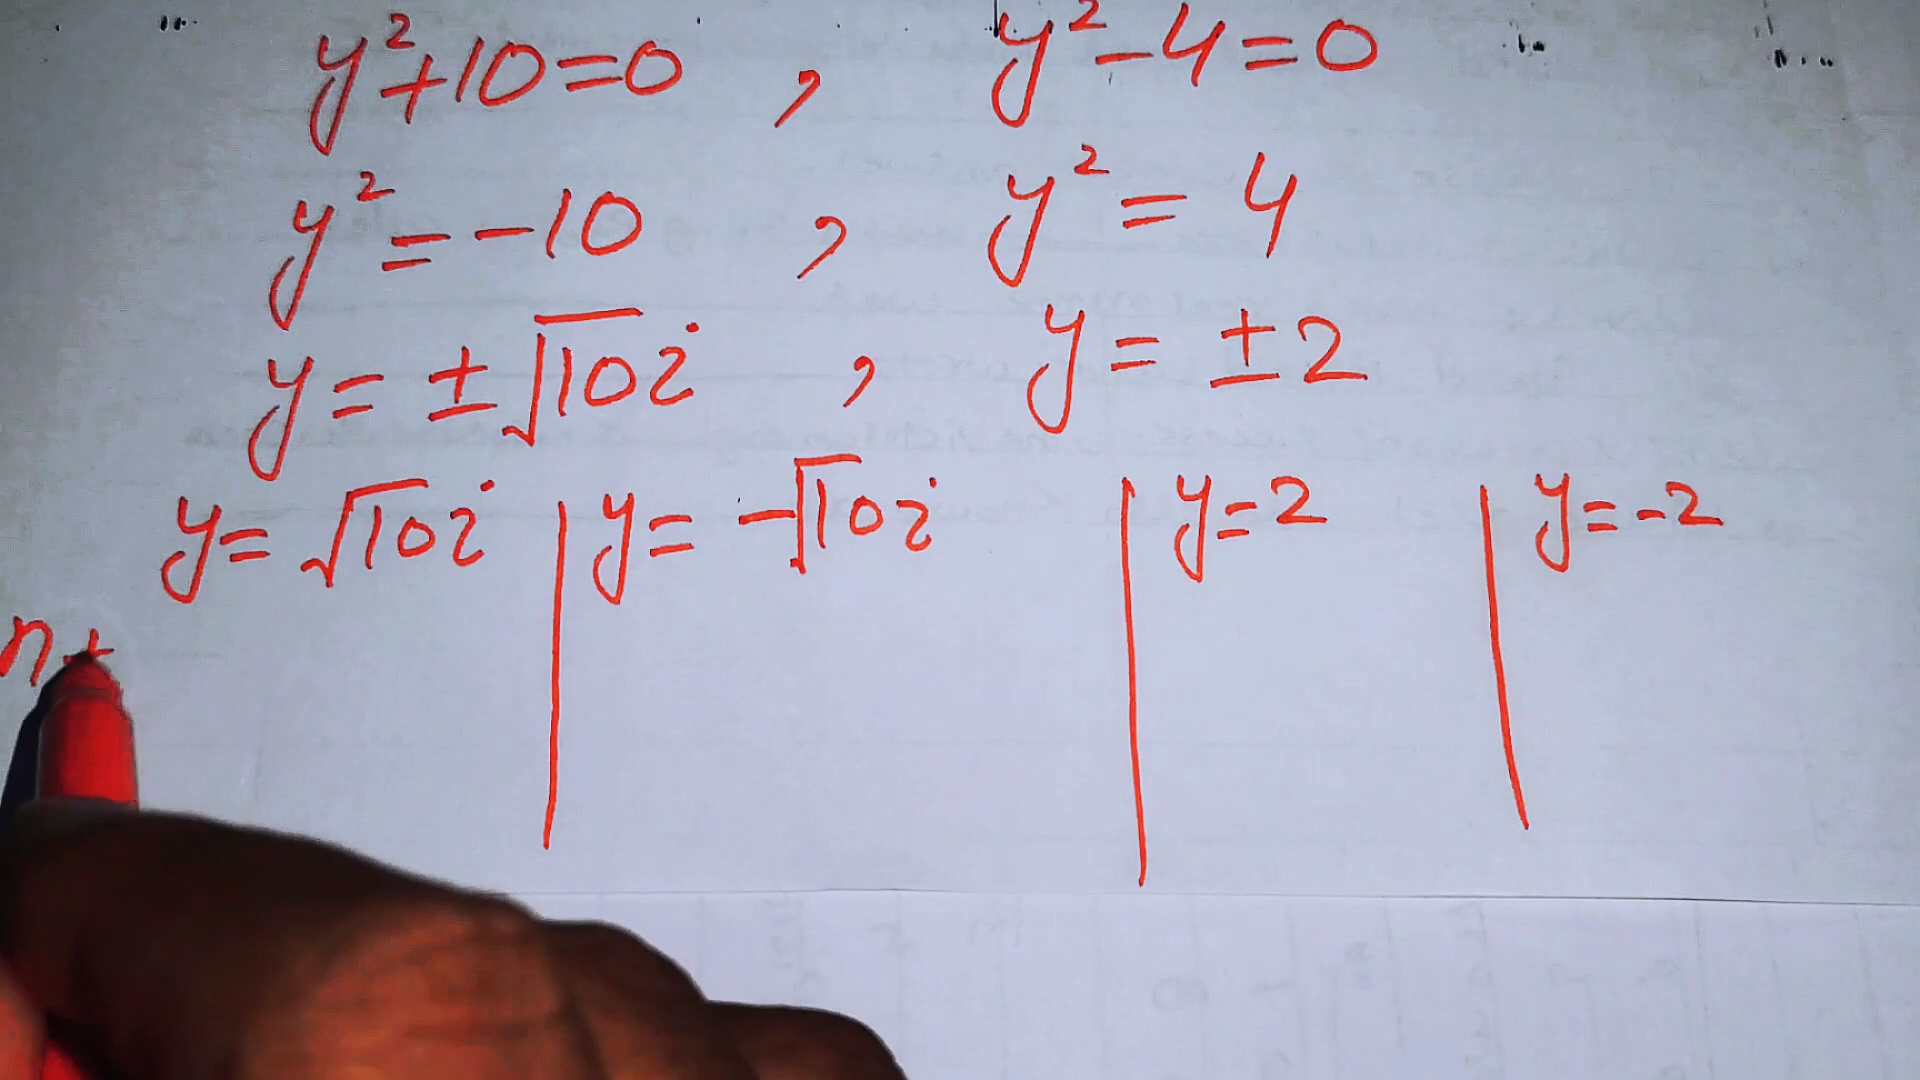 y²+10=0 , y²-4=0
y²=-10 , y²=4
y=±√10i , y=±2
y=√10i | y=-√10i | y=2 | y=-2
n+